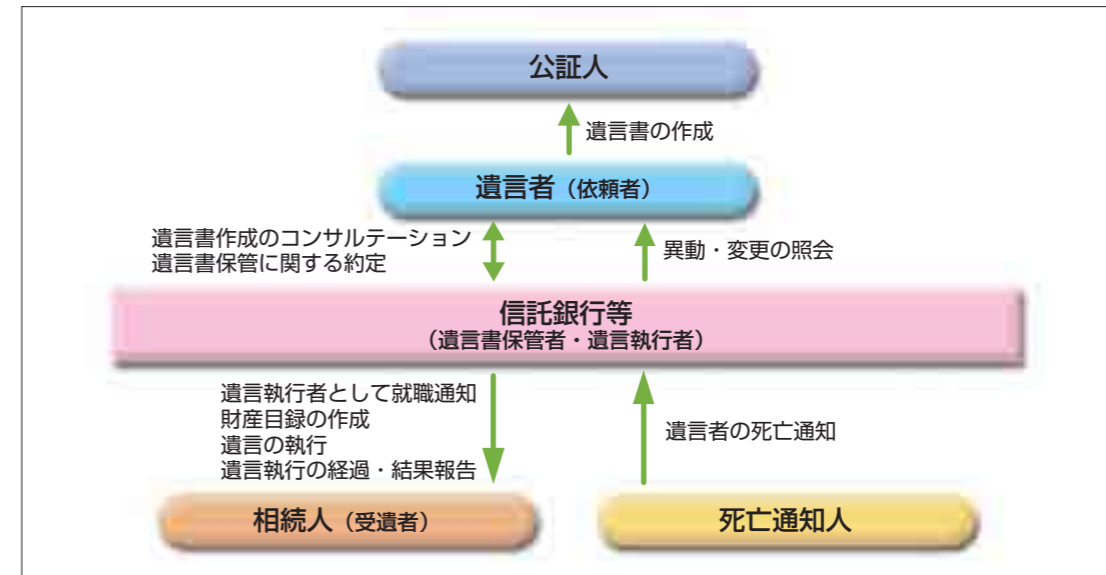 公証人
遺言書の作成
遺言者（依頼者）
遺言書作成のコンサルテーション
遺言書保管に関する約定
異動・変更の照会
信託銀行等
（遺言書保管者・遺言執行者）
遺言執行者として就職通知
財産目録の作成
遺言の執行
遺言執行の経過・結果報告
遺言者の死亡通知
相続人（受遺者）
死亡通知人